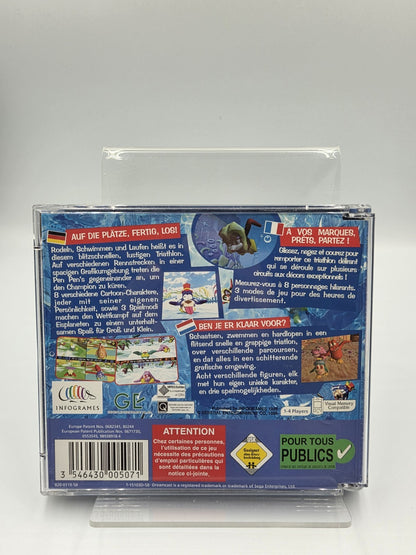 AUF DIE PLÄTZE, FERTIG, LOS!
Rodeln, Schwimmen und Laufen heißt es in
diesem blitzschnellen, lustigen Triathlon.
Auf verschiedenen Rennstrecken in einer
spacigen Grafikumgebung treten die
Pen Pen's gegeneinander an, um
den Champion zu küren.
8 verschiedene Cartoon-Charaktere,
jeder mit seiner eigenen
Persönlichkeit, sowie 3 Spielmodi
machen den Wettkampf auf dem
Eisplaneten zu einem unterhalt-
samen Spaß für Groß und Klein.
À VOS MARQUES,
PRÊTS, PARTEZ !
Glissez, nagez et courez pour
remporter ce triathlon délirant
qui se déroule sur plusieurs
circuits aux décors exceptionnels !
Mesurez-vous à 8 personnages hilarants.
3 modes de jeu pour des heures de
divertissement.
BEN JE ER KLAAR VOOR?
Schaatsen, zwemmen en hardlopen in een
flitsend snelle en grappige triatlon,
over verschillende parcoursen,
en dat alles in een schitterende
grafische omgeving.
Acht verschillende figuren, elk
met hun eigen unieke karakter,
en drie spelmogelijkheden.
INFOGRAMES
GE
1-4 Players
Visual Memory
Compatible
European Patent Publication Nos.
3 546430 005071
ATTENTION
Chez certaines personnes,
l'utilisation de ce jeu
nécessite des précautions
d'emploi particulières qui
sont détaillées dans la
notice ci-jointe.
Designed
POUR TOUS
PUBLICS
Dreamcast is a registered trademark or trademark of Sega Enterprises, Ltd.